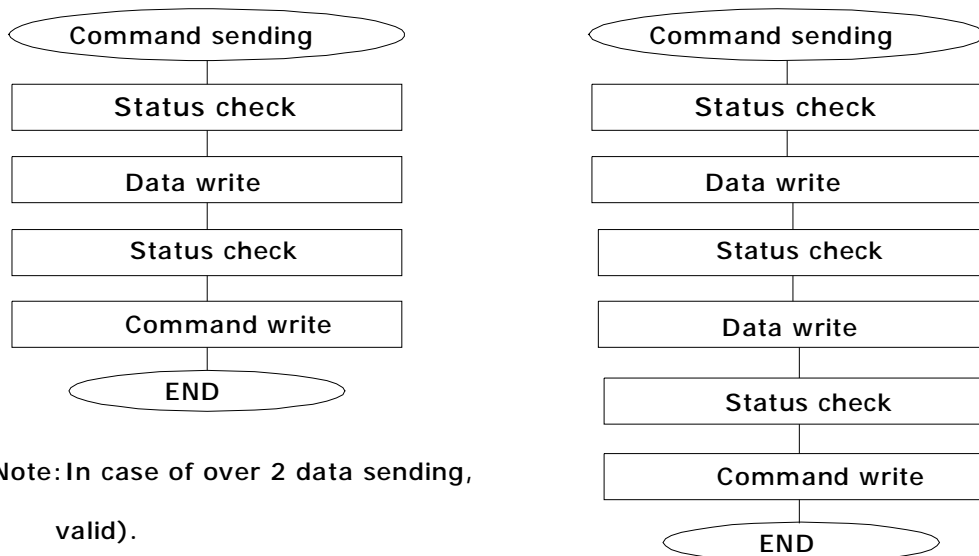 Command sending
Status check
Data write
Status check
Command write
END
Note: In case of over 2 data sending,
valid).
Command sending
Status check
Data write
Status check
Data write
Status check
Command write
END